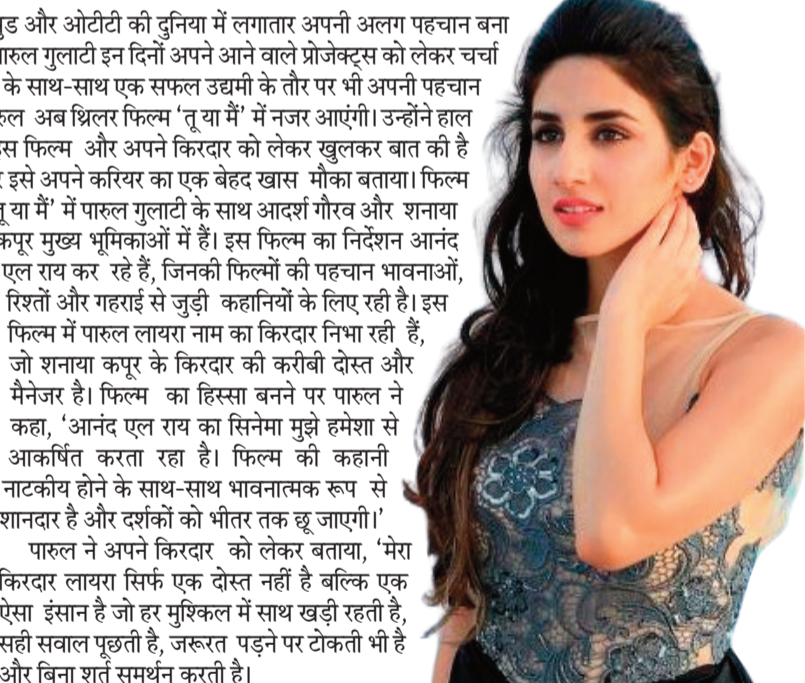 और ओटीटी की दुनिया में लगातार अपनी अलग पहचान बना
गुलाटी इन दिनों अपने आने वाले प्रोजेक्ट्स को लेकर चर्चा
के साथ-साथ एक सफल उद्यमी के तौर पर भी अपनी पहचान
अब थ्रिलर फिल्म ‘तू या मैं’ में नजर आएंगी। उन्होंने हाल
फिल्म और अपने किरदार को लेकर खुलकर बात की है
इसे अपने करियर का एक बेहद खास मौका बताया। फिल्म
या मैं’ में पारुल गुलाटी के साथ आदर्श गौरव और शनाया
कपूर मुख्य भूमिकाओं में हैं। इस फिल्म का निर्देशन आनंद
एल राय कर रहे हैं, जिनकी फिल्मों की पहचान भावनाओं,
रिश्तों और गहराई से जुड़ी कहानियों के लिए रही है। इस
फिल्म में पारुल लायरा नाम का किरदार निभा रही हैं,
जो शनाया कपूर के किरदार की करीबी दोस्त और
मैनेजर है। फिल्म का हिस्सा बनने पर पारुल ने
कहा, ‘आनंद एल राय का सिनेमा मुझे हमेशा से
आकर्षित करता रहा है। फिल्म की कहानी
नाटकीय होने के साथ-साथ भावनात्मक रूप से
शानदार है और दर्शकों को भीतर तक छू जाएगी।’
पारुल ने अपने किरदार को लेकर बताया, ‘मेरा
किरदार लायरा सिर्फ एक दोस्त नहीं है बल्कि एक
ऐसा इंसान है जो हर मुश्किल में साथ खड़ी रहती है,
सही सवाल पूछती है, जरूरत पड़ने पर टोकती भी है
और बिना शर्त समर्थन करती है।